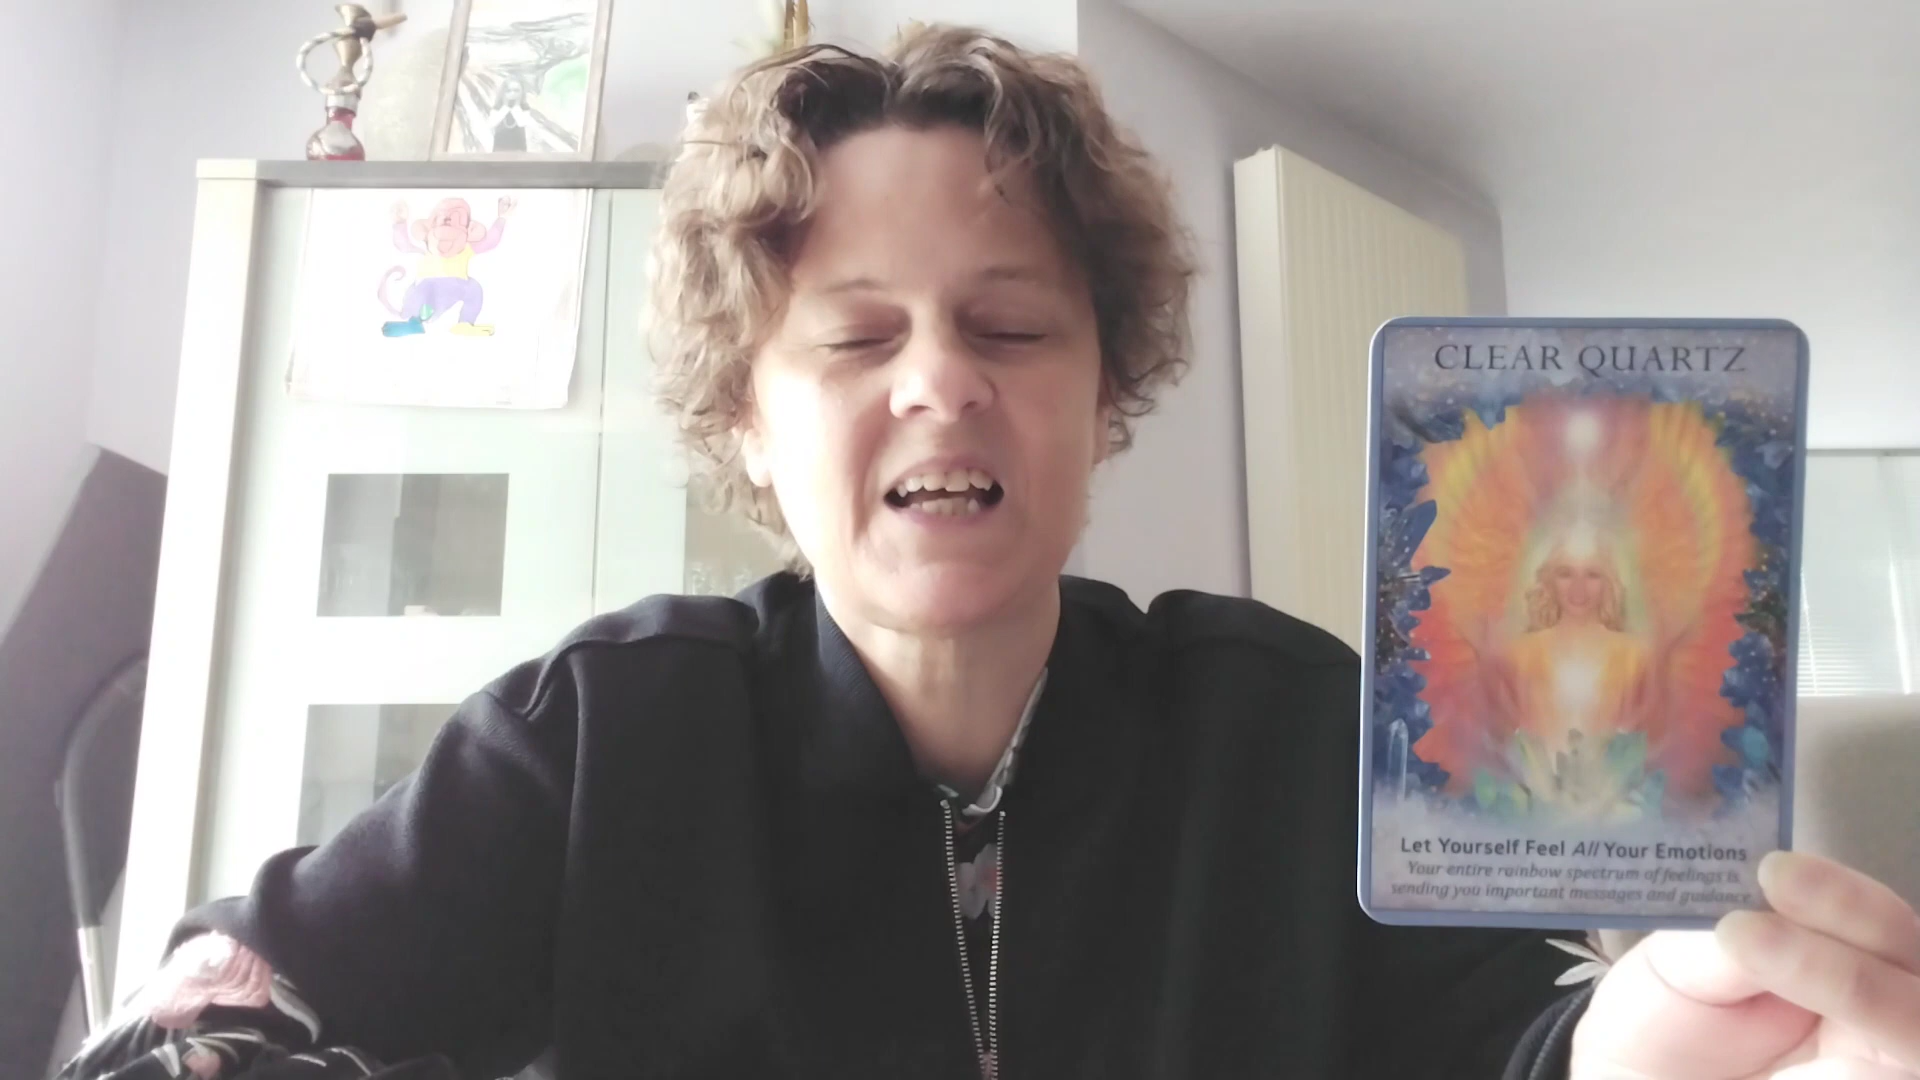 CLEAR QUARTZ
Let Yourself Feel All Your Emotions
Your entire rainbow spectrum of feelings is
sending you important messages and guidance